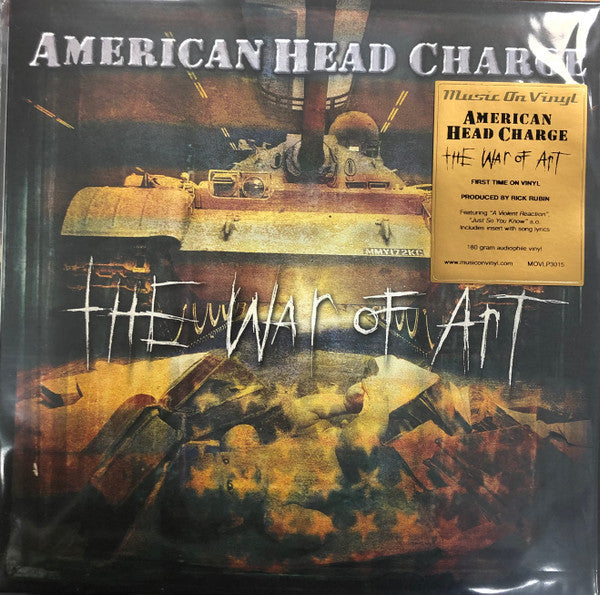 AMERICAN HEAD CHARGE
Music On Vinyl
AMERICAN
HEAD CHARGE
THE WAR OF ART
FIRST TIME ON VINYL
PRODUCED BY RICK RUBIN
Featuring "A Violent Reaction",
"Just So You Know" a.o.
Includes insert with song lyrics
180 gram audiophile vinyl
www.musiconvinyl.com MOVLP3015
THE WAR OF ART